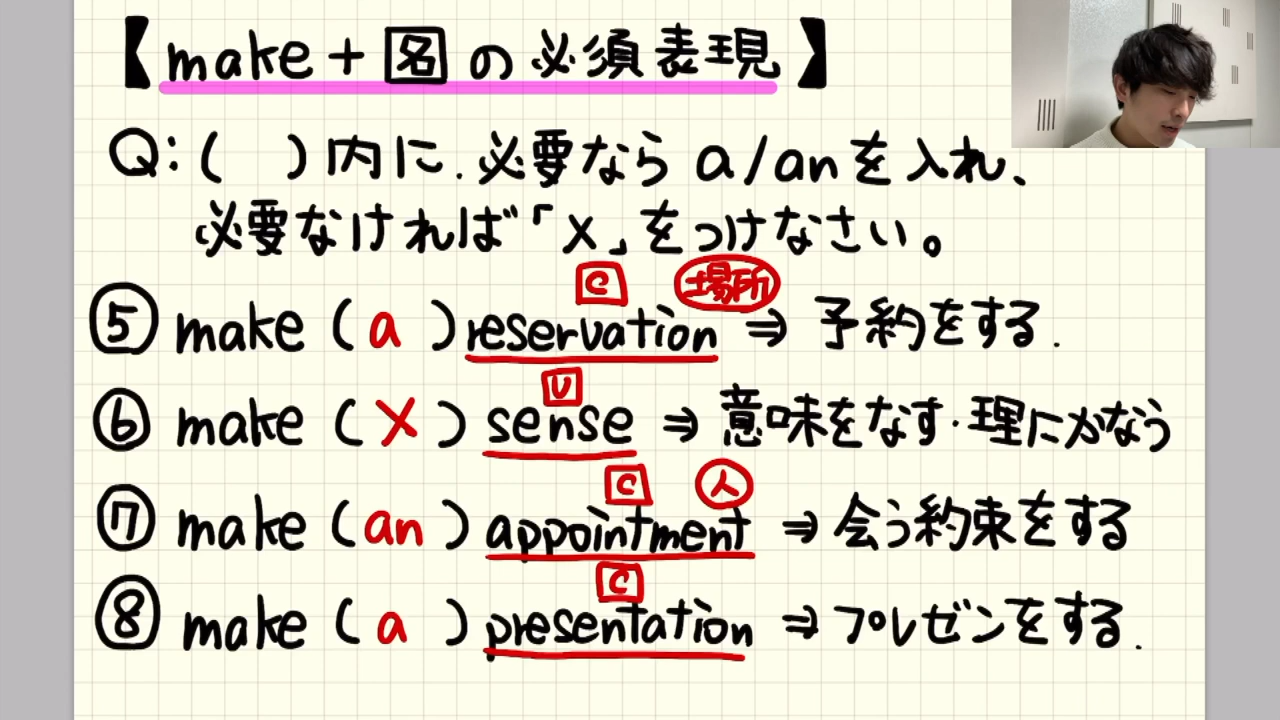 【make+名の必須表現】
Q:( )内に、必要ならa/anを入れ、
必要なければ「X」をつけなさい。
C 場所
⑤ make (a) reservation ⇒ 予約をする.
U
⑥ make (X) sense ⇒ 意味をなす・理にかなう
C 人
⑦ make (an) appointment ⇒ 会う約束をする
C
⑧ make (a) presentation ⇒ プレゼンをする.